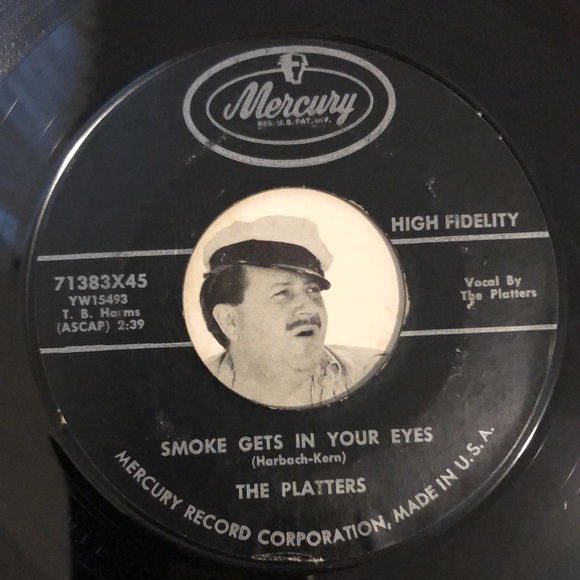 Mercury
REG. U.S. PAT. OFF.
HIGH FIDELITY
71383X45
YW15493
T. B. Harms
(ASCAP) 2:39
Vocal By
The Platters
SMOKE GETS IN YOUR EYES
(Harbach-Kern)
THE PLATTERS
MERCURY RECORD CORPORATION, MADE IN U.S.A.